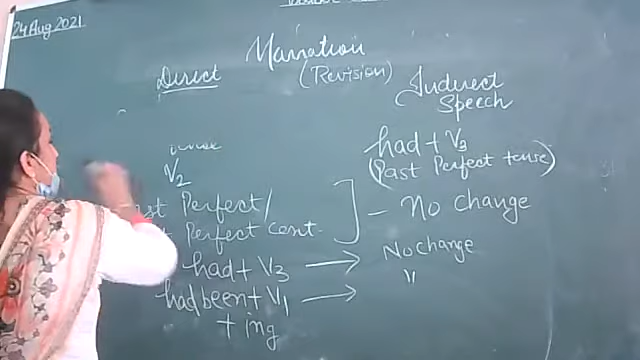 24 Aug 2021
Narration
(Revision)
Direct
Indirect
Speech
V2
had + V3
(Past Perfect tense)
Perfect/
Perfect cont.
- No change
had + V3 → No change
had been + V1 → "
+ ing